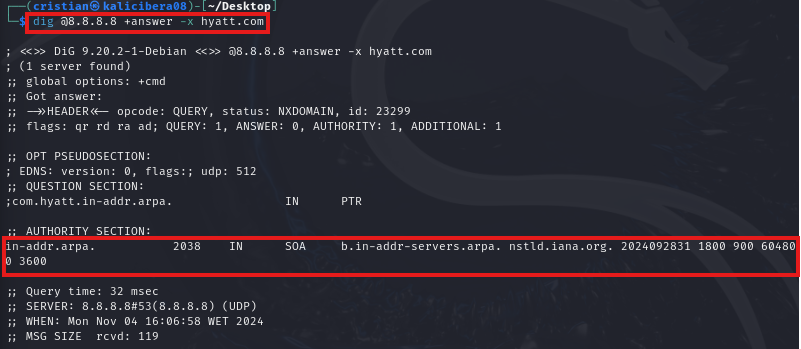 ┌──(cristian㉿kalicibera08)-[~/Desktop]
└─$ dig @8.8.8.8 +answer -x hyatt.com
; <<>> DiG 9.20.2-1-Debian <<>> @8.8.8.8 +answer -x hyatt.com
; (1 server found)
;; global options: +cmd
;; Got answer:
;; ->>HEADER<<- opcode: QUERY, status: NXDOMAIN, id: 23299
;; flags: qr rd ra ad; QUERY: 1, ANSWER: 0, AUTHORITY: 1, ADDITIONAL: 1
;; OPT PSEUDOSECTION:
; EDNS: version: 0, flags:; udp: 512
;; QUESTION SECTION:
;com.hyatt.in-addr.arpa. IN PTR
;; AUTHORITY SECTION:
in-addr.arpa. 2038 IN SOA b.in-addr-servers.arpa. nstld.iana.org. 2024092831 1800 900 60480
0 3600
;; Query time: 32 msec
;; SERVER: 8.8.8.8#53(8.8.8.8) (UDP)
;; WHEN: Mon Nov 04 16:06:58 WET 2024
;; MSG SIZE rcvd: 119